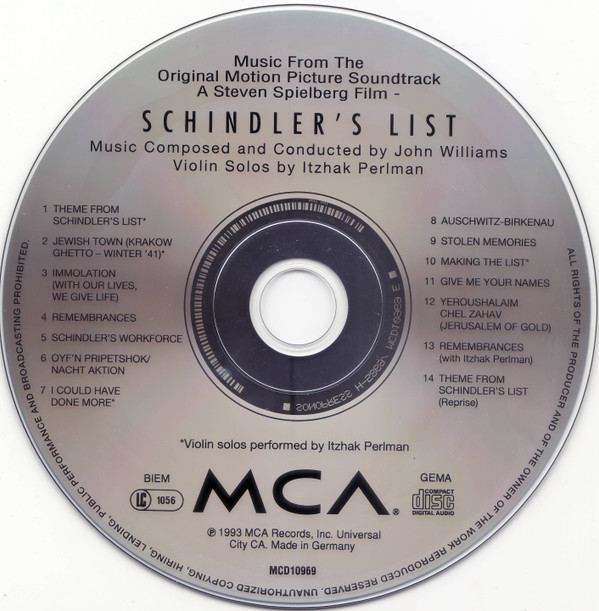 Music From The
Original Motion Picture Soundtrack
A Steven Spielberg Film -
SCHINDLER'S LIST
Music Composed and Conducted by John Williams
Violin Solos by Itzhak Perlman
1 THEME FROM
SCHINDLER'S LIST*
2 JEWISH TOWN (KRAKOW
GHETTO – WINTER '41)*
3 IMMOLATION
(WITH OUR LIVES,
WE GIVE LIFE)
4 REMEMBRANCES
5 SCHINDLER'S WORKFORCE
6 OYF'N PRIPETSHOK/
NACHT AKTION
7 I COULD HAVE
DONE MORE*
8 AUSCHWITZ-BIRKENAU
9 STOLEN MEMORIES
10 MAKING THE LIST*
11 GIVE ME YOUR NAMES
12 YEROUSHALAIM
CHEL ZAHAV
(JERUSALEM OF GOLD)
13 REMEMBRANCES
(with Itzhak Perlman)
14 THEME FROM
SCHINDLER'S LIST
(Reprise)
*Violin solos performed by Itzhak Perlman
BIEM
LC 1056
MCA®
GEMA
COMPACT
disc
DIGITAL AUDIO
℗ 1993 MCA Records, Inc. Universal
City CA. Made in Germany
MCD10969
ALL RIGHTS OF THE PRODUCER AND OF THE OWNER OF THE WORK REPRODUCED RESERVED. UNAUTHORIZED COPYING, HIRING, LENDING, PUBLIC PERFORMANCE AND BROADCASTING PROHIBITED.
SONOPRESS
MCD10969 E